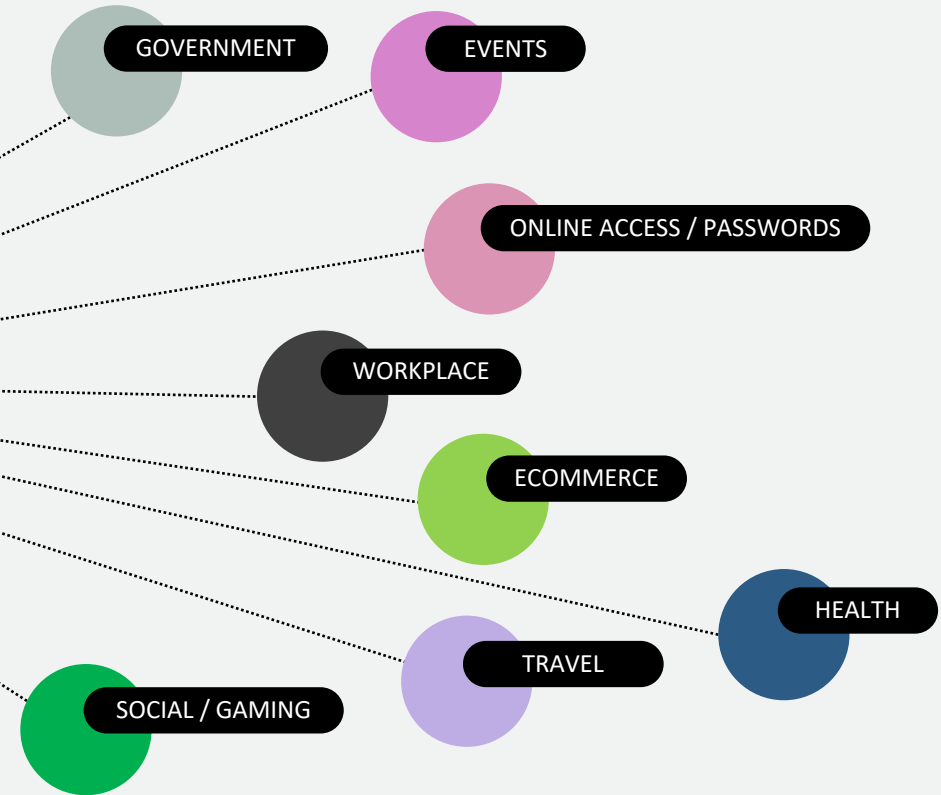 GOVERNMENT
EVENTS
ONLINE ACCESS / PASSWORDS
WORKPLACE
ECOMMERCE
HEALTH
TRAVEL
SOCIAL / GAMING